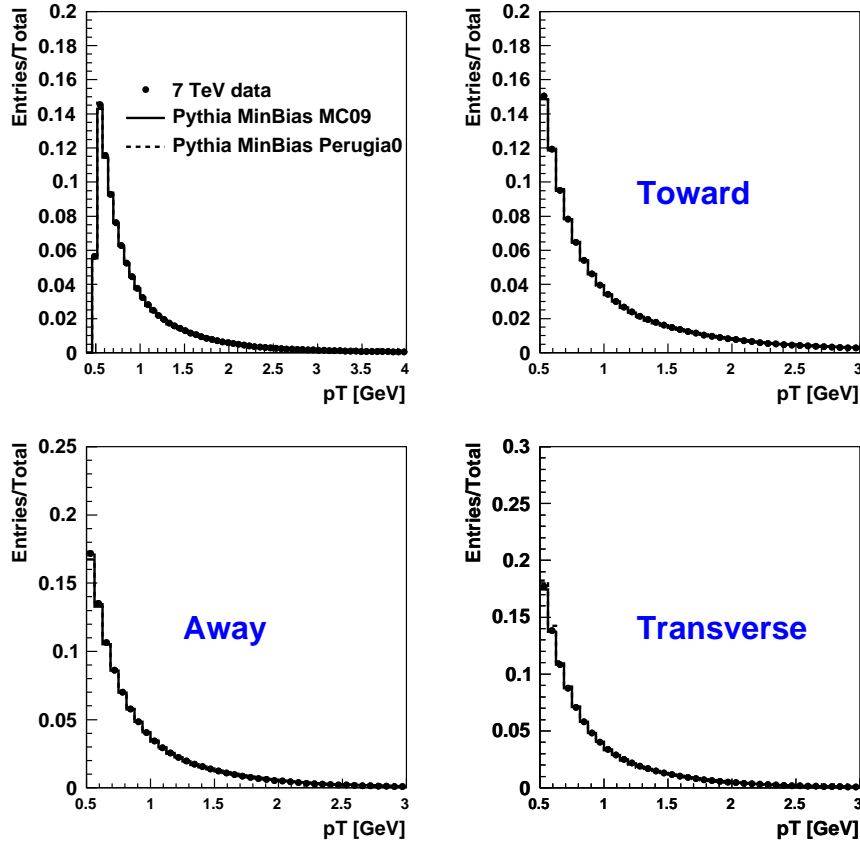 Entries/Total
0.2
0.18
0.16
0.14
0.12
0.1
0.08
0.06
0.04
0.02
0
7 TeV data
Pythia MinBias MC09
Pythia MinBias Perugia0
0.5 1 1.5 2 2.5 3 3.5 4
pT [GeV]
Entries/Total
0.2
0.18
0.16
0.14
0.12
0.1
0.08
0.06
0.04
0.02
0
Toward
0.5 1 1.5 2 2.5 3
pT [GeV]
Entries/Total
0.25
0.2
0.15
0.1
0.05
0
Away
0.5 1 1.5 2 2.5 3
pT [GeV]
Entries/Total
0.3
0.25
0.2
0.15
0.1
0.05
0
Transverse
0.5 1 1.5 2 2.5 3
pT [GeV]